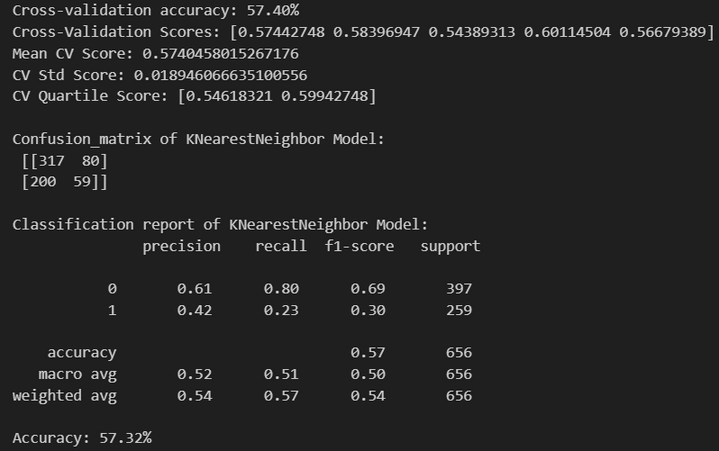 Cross-validation accuracy: 57.40%
Cross-Validation Scores: [0.57442748 0.58396947 0.54389313 0.60114504 0.56679389]
Mean CV Score: 0.5740458015267176
CV Std Score: 0.018946066635100556
CV Quartile Score: [0.54618321 0.59942748]
Confusion_matrix of KNearestNeighbor Model:
[[317 80]
[200 59]]
Classification report of KNearestNeighbor Model:
precision recall f1-score support
0 0.61 0.80 0.69 397
1 0.42 0.23 0.30 259
accuracy 0.57 656
macro avg 0.52 0.51 0.50 656
weighted avg 0.54 0.57 0.54 656
Accuracy: 57.32%